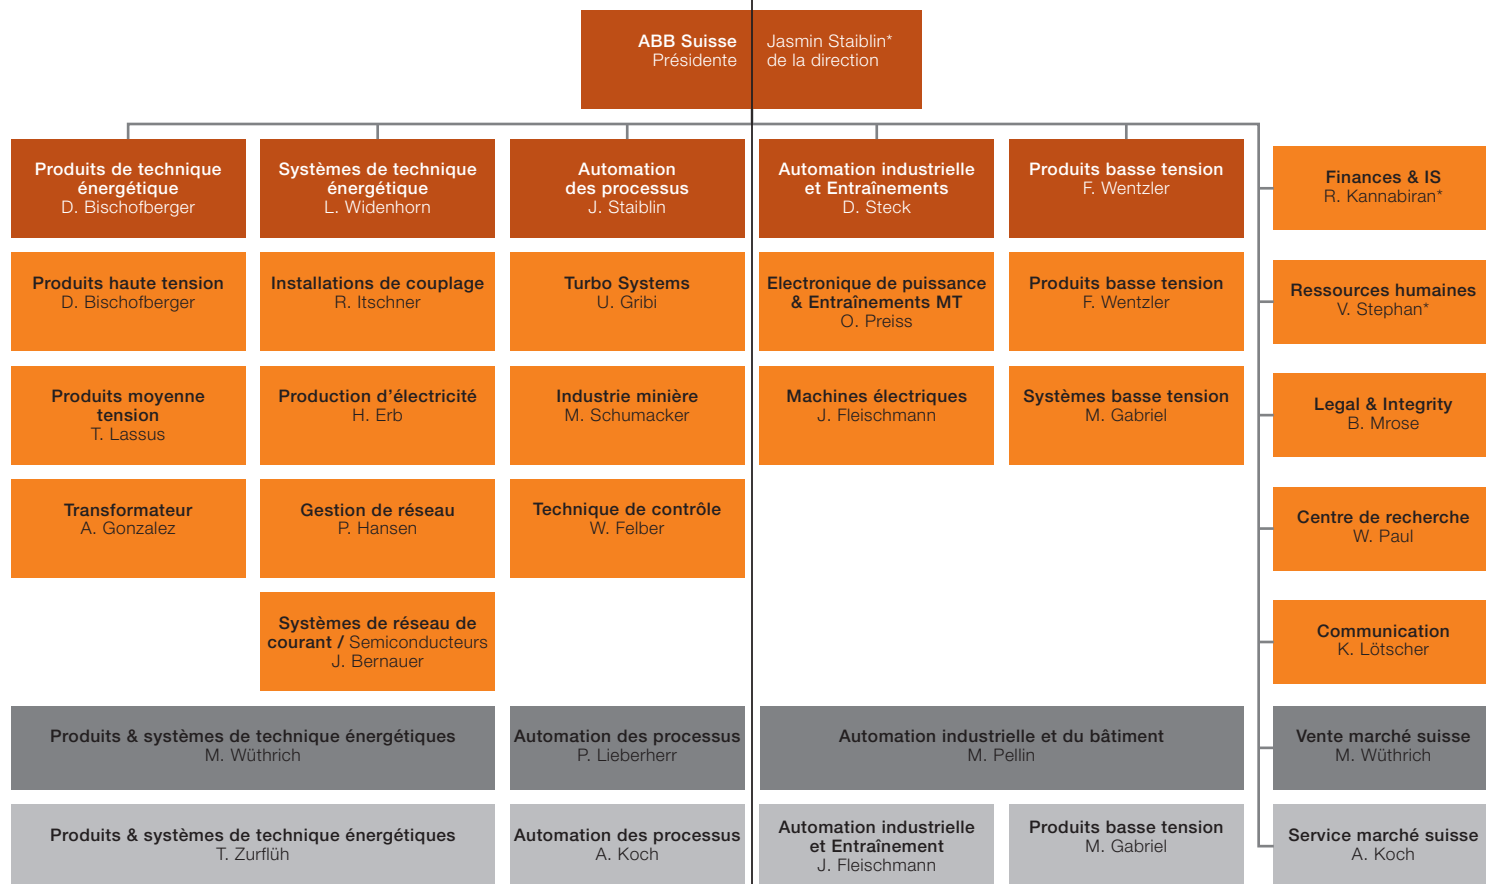 ABB Suisse
Présidente
Jasmin Staiblin*
de la direction
Produits de technique
énergétique
D. Bischofberger
Systèmes de technique
énergétique
L. Widenhorn
Automation
des processus
J. Staiblin
Automation industrielle
et Entraînements
D. Steck
Produits basse tension
F. Wentzler
Finances & IS
R. Kannabiran*
Produits haute tension
D. Bischofberger
Installations de couplage
R. Itschner
Turbo Systems
U. Gribi
Electronique de puissance
& Entraînements MT
O. Preiss
Produits basse tension
F. Wentzler
Ressources humaines
V. Stephan*
Produits moyenne
tension
T. Lassus
Production d’électricité
H. Erb
Industrie minière
M. Schumacker
Machines électriques
J. Fleischmann
Systèmes basse tension
M. Gabriel
Legal & Integrity
B. Mrose
Transformateur
A. Gonzalez
Gestion de réseau
P. Hansen
Technique de contrôle
W. Felber
Centre de recherche
W. Paul
Systèmes de réseau de
courant / Semiconducteurs
J. Bernauer
Communication
K. Lötscher
Produits & systèmes de technique énergétiques
M. Wüthrich
Automation des processus
P. Lieberherr
Automation industrielle et du bâtiment
M. Pellin
Vente marché suisse
M. Wüthrich
Produits & systèmes de technique énergétiques
T. Zurflüh
Automation des processus
A. Koch
Automation industrielle
et Entraînement
J. Fleischmann
Produits basse tension
M. Gabriel
Service marché suisse
A. Koch